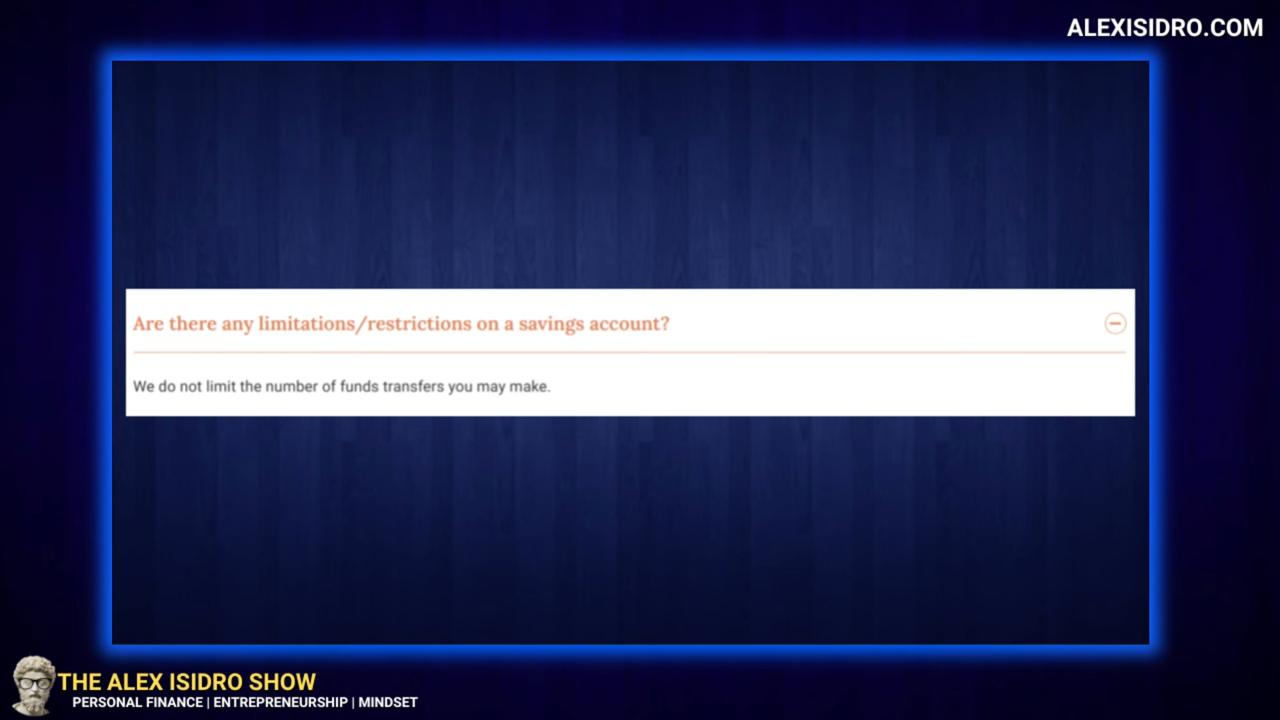 ALEXISIDRO.COM
Are there any limitations/restrictions on a savings account?
We do not limit the number of funds transfers you may make.
THE ALEX ISIDRO SHOW
PERSONAL FINANCE | ENTREPRENEURSHIP | MINDSET